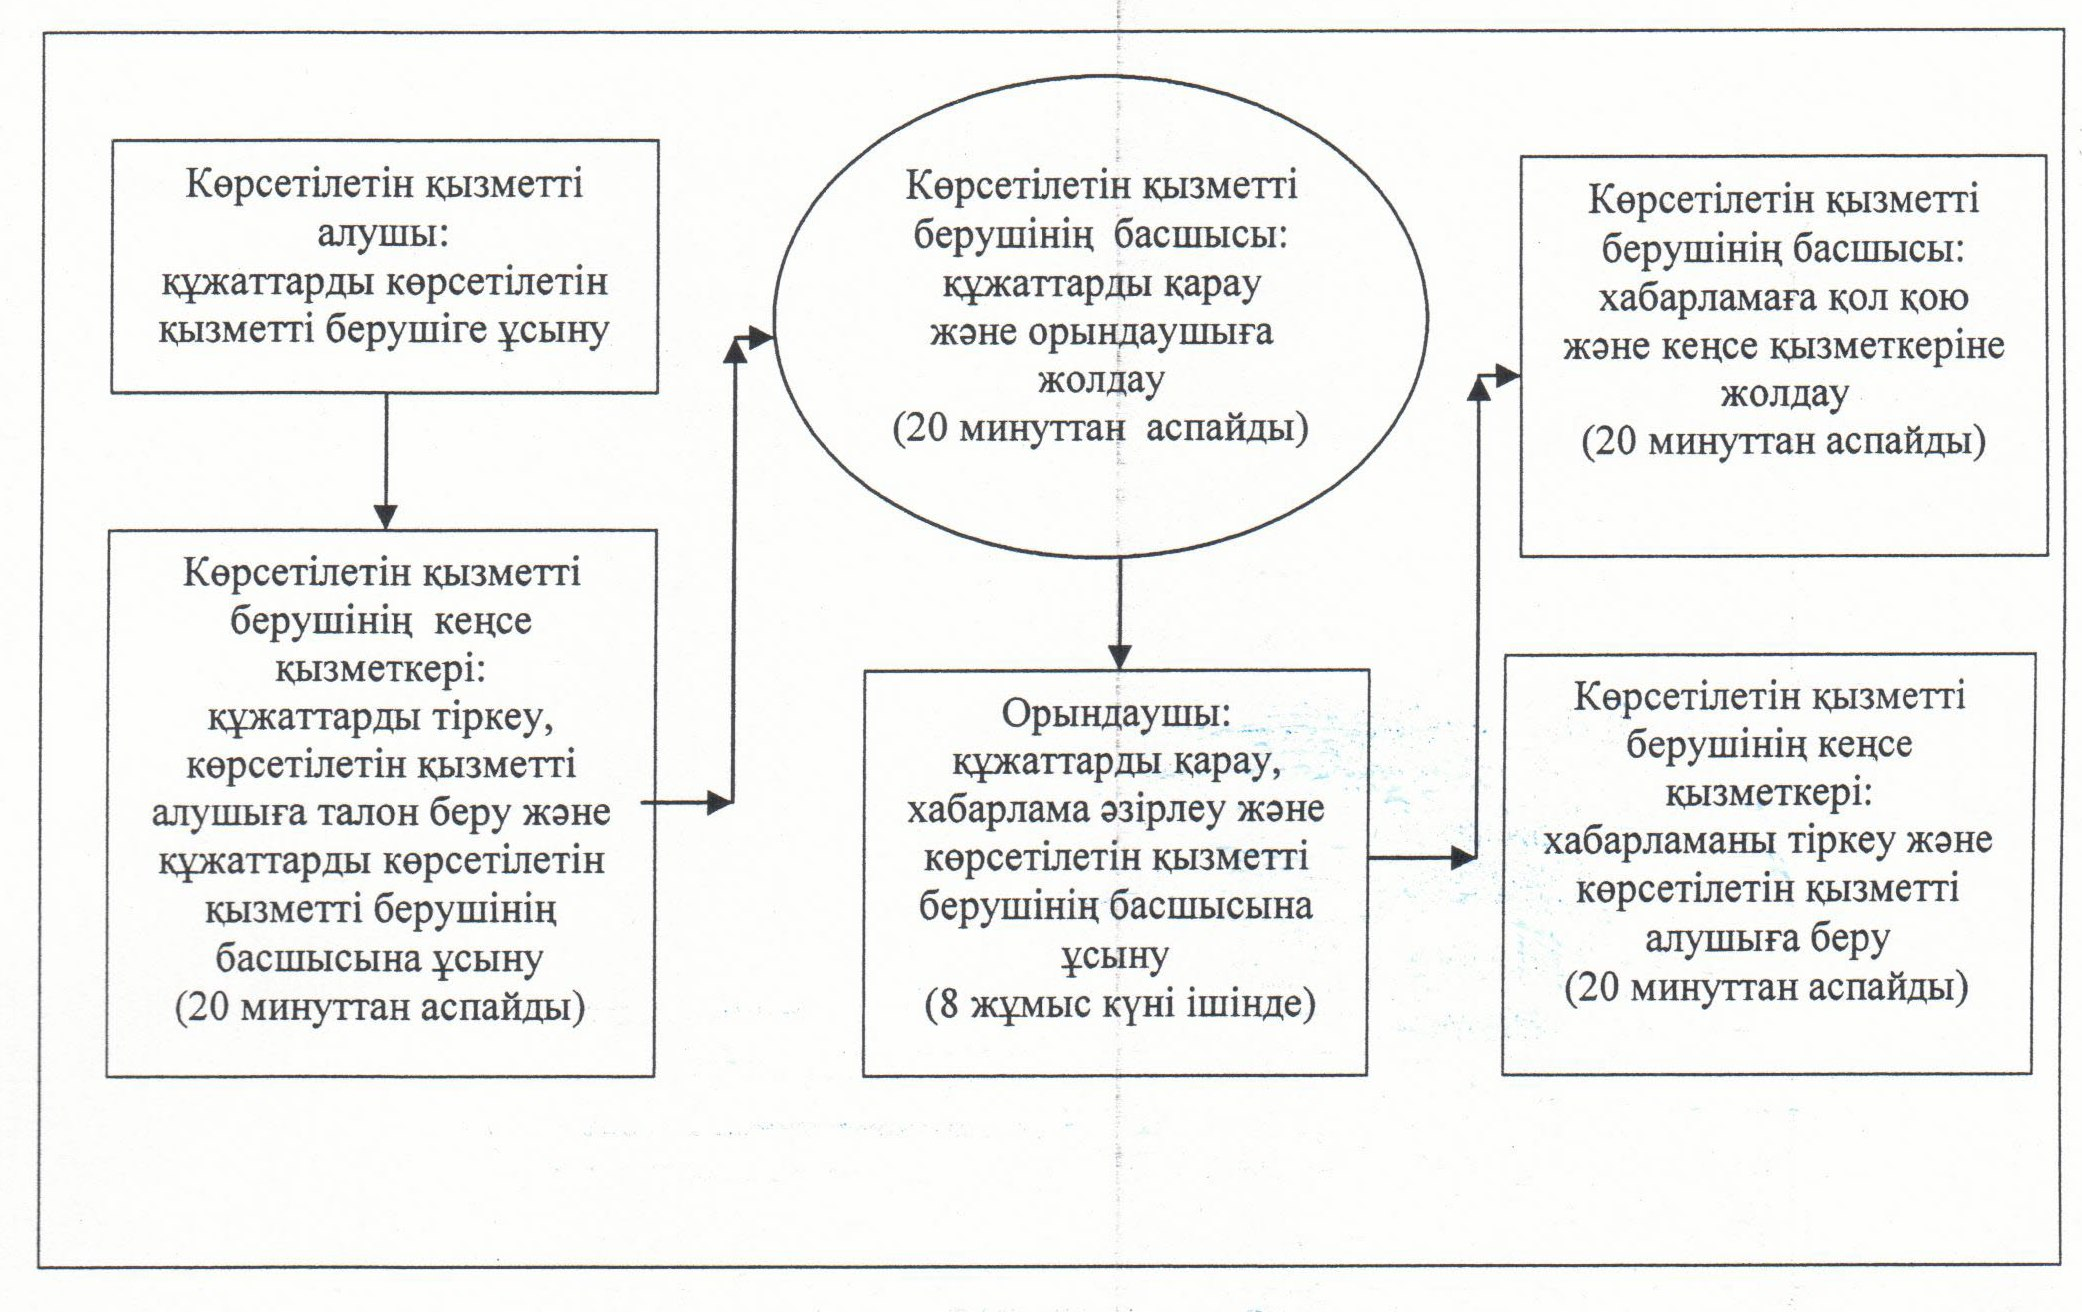 Көрсетілетін қызметті
алушы:
құжаттарды көрсетілетін
қызметті берушіге ұсыну
Көрсетілетін қызметті
берушінің кеңсе
қызметкері:
құжаттарды тіркеу,
көрсетілетін қызметті
алушыға талон беру және
құжаттарды көрсетілетін
қызметті берушінің
басшысына ұсыну
(20 минуттан аспайды)
Көрсетілетін қызметті
берушінің басшысы:
құжаттарды қарау
және орындаушыға
жолдау
(20 минуттан аспайды)
Орындаушы:
құжаттарды қарау,
хабарлама әзірлеу және
көрсетілетін қызметті
берушінің басшысына
ұсыну
(8 жұмыс күні ішінде)
Көрсетілетін қызметті
берушінің басшысы:
хабарламаға қол қою
және кеңсе қызметкеріне
жолдау
(20 минуттан аспайды)
Көрсетілетін қызметті
берушінің кеңсе
қызметкері:
хабарламаны тіркеу және
көрсетілетін қызметті
алушыға беру
(20 минуттан аспайды)